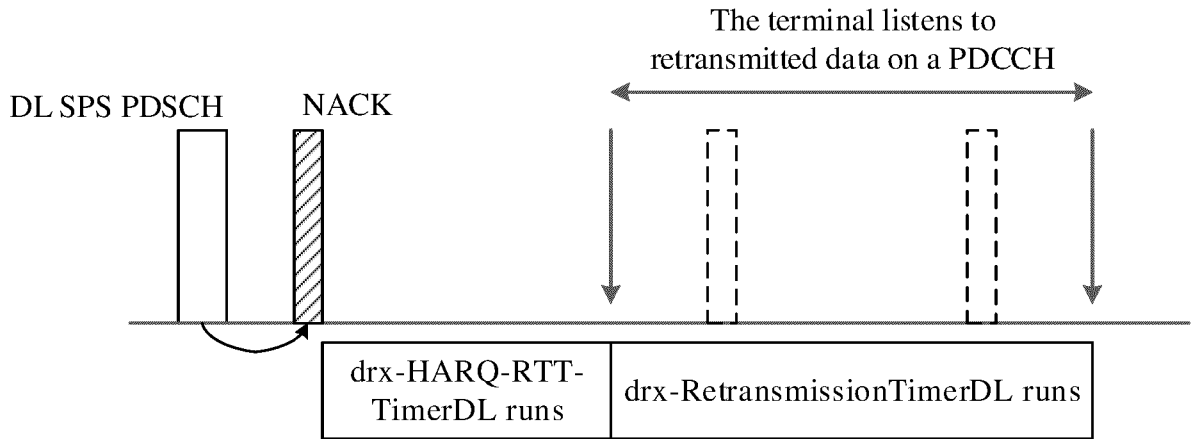 The terminal listens to
retransmitted data on a PDCCH
DL SPS PDSCH
NACK
drx-HARQ-RTT-
TimerDL runs
drx-RetransmissionTimerDL runs